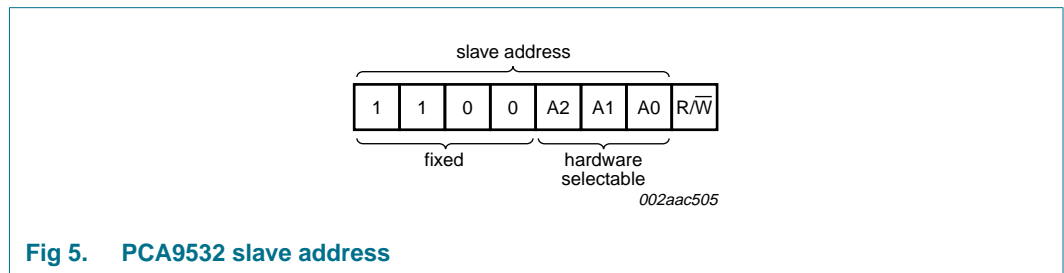 slave address
1 1 0 0 A2 A1 A0 R/W̅
fixed
hardware
selectable
002aac505
Fig 5. PCA9532 slave address